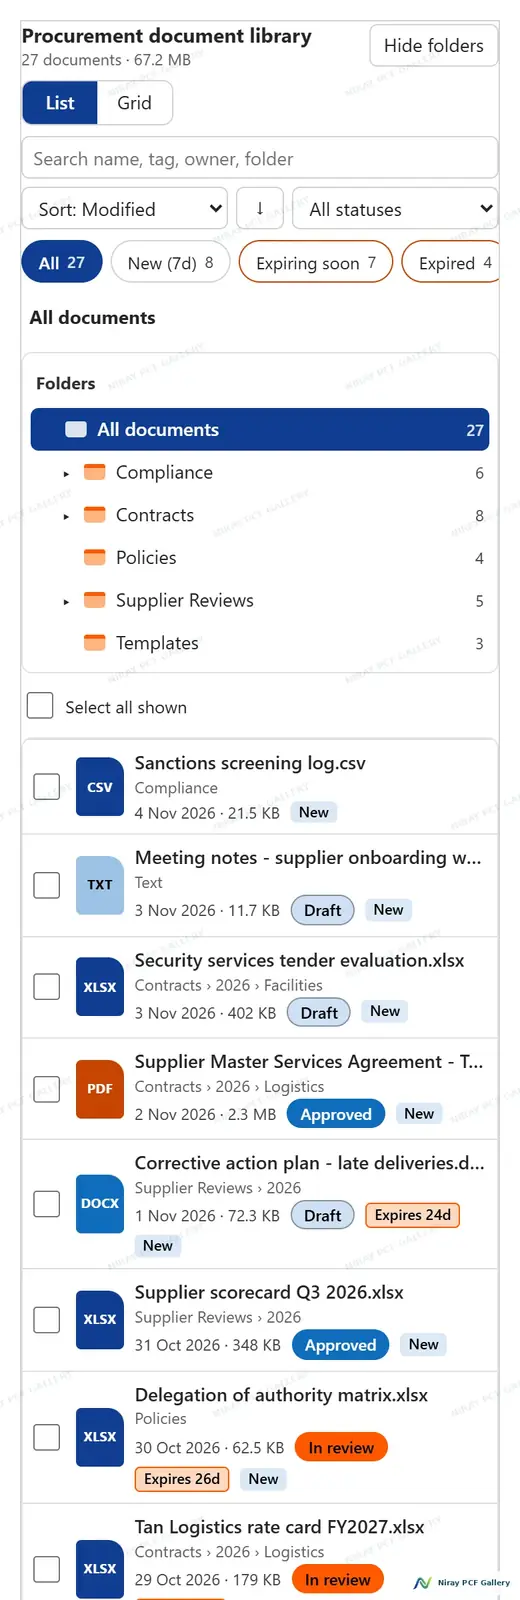 Procurement document library
27 documents · 67.2 MB
Hide folders
List Grid
Search name, tag, owner, folder
Sort: Modified ↓ All statuses
All 27 New (7d) 8 Expiring soon 7 Expired 4
All documents
Folders
All documents 27
▸ Compliance 6
▸ Contracts 8
Policies 4
▸ Supplier Reviews 5
Templates 3
Select all shown
CSV
Sanctions screening log.csv
Compliance
4 Nov 2026 · 21.5 KB New
TXT
Meeting notes - supplier onboarding w...
Text
3 Nov 2026 · 11.7 KB Draft New
XLSX
Security services tender evaluation.xlsx
Contracts › 2026 › Facilities
3 Nov 2026 · 402 KB Draft New
PDF
Supplier Master Services Agreement - T...
Contracts › 2026 › Logistics
2 Nov 2026 · 2.3 MB Approved New
DOCX
Corrective action plan - late deliveries.d...
Supplier Reviews › 2026
1 Nov 2026 · 72.3 KB Draft Expires 24d
New
XLSX
Supplier scorecard Q3 2026.xlsx
Supplier Reviews › 2026
31 Oct 2026 · 348 KB Approved New
XLSX
Delegation of authority matrix.xlsx
Policies
30 Oct 2026 · 62.5 KB In review
Expires 26d New
XLSX
Tan Logistics rate card FY2027.xlsx
Contracts › 2026 › Logistics
29 Oct 2026 · 179 KB In review
Niray PCF Gallery